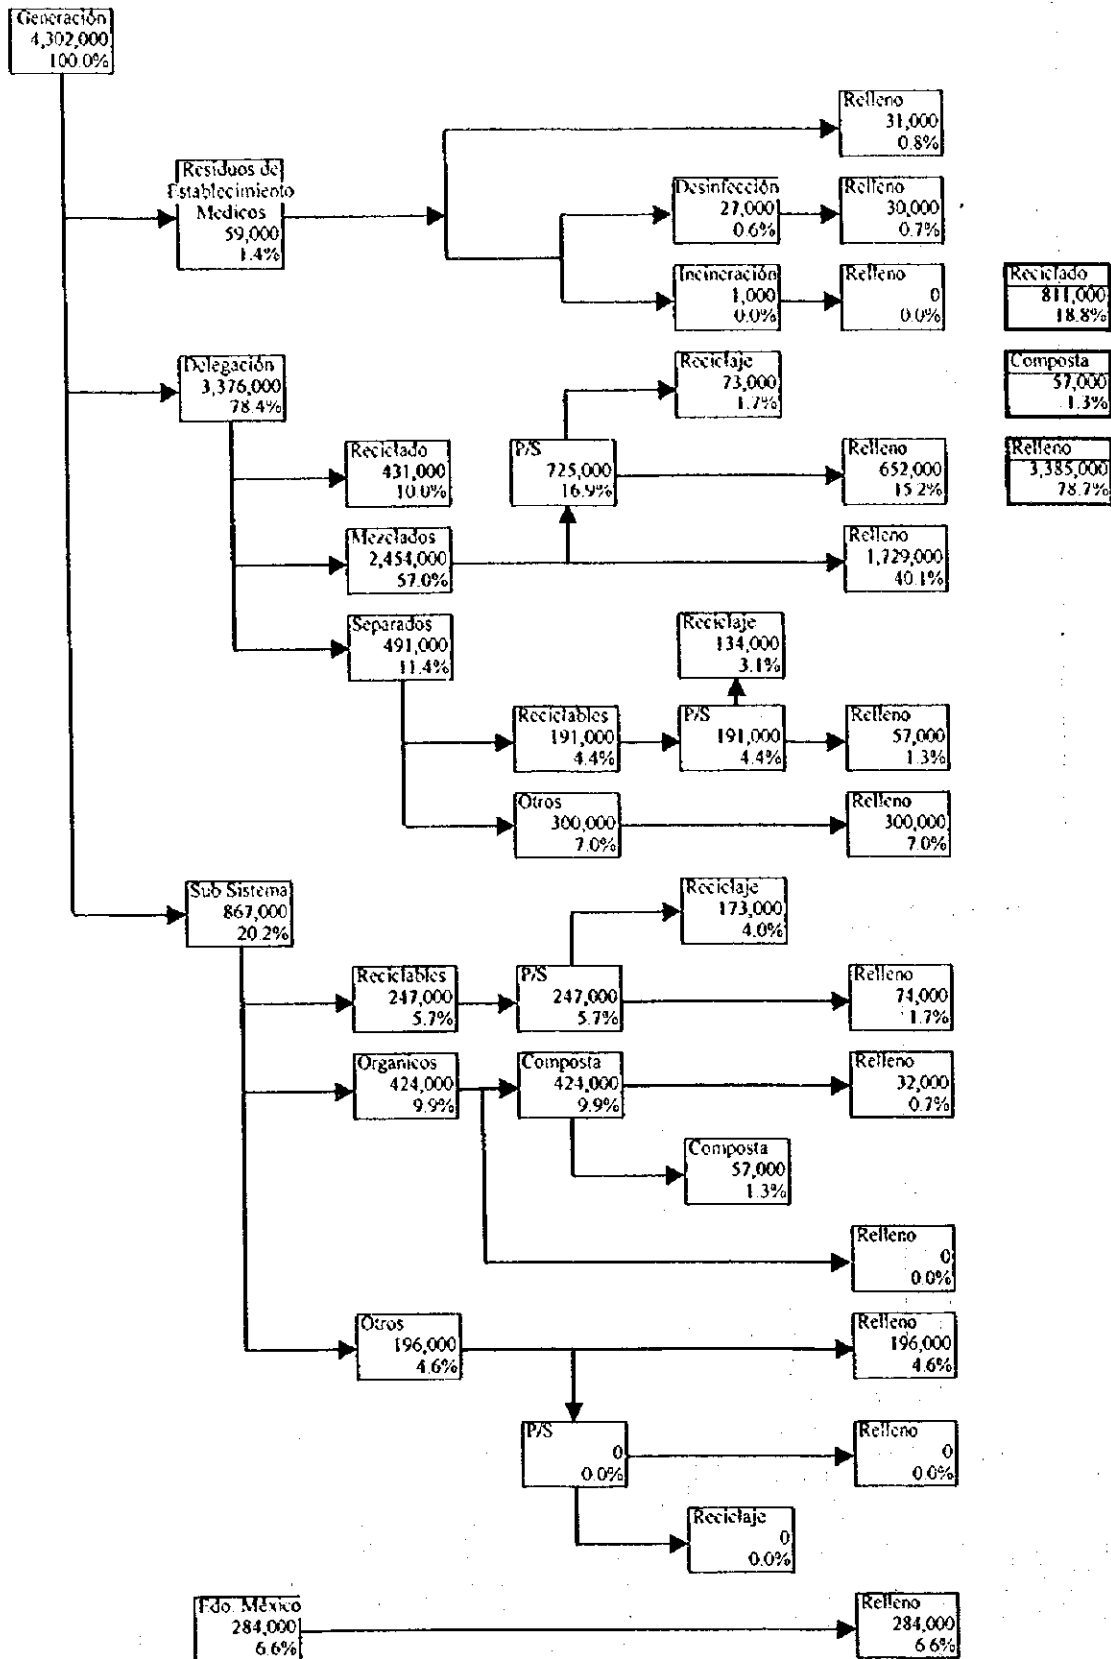 Generación
4,302,000
100.0%
Relleno
31,000
0.8%
Residuos de
Establecimiento
Medicos
59,000
1.4%
Desinfección
27,000
0.6%
Relleno
30,000
0.7%
Incineración
1,000
0.0%
Relleno
0
0.0%
Reciclado
811,000
18.8%
Delegación
3,376,000
78.4%
Reciclaje
73,000
1.7%
Composta
57,000
1.3%
Reciclado
431,000
10.0%
P/S
725,000
16.9%
Relleno
652,000
15.2%
Relleno
3,385,000
78.7%
Mezclados
2,454,000
57.0%
Relleno
1,729,000
40.1%
Separados
491,000
11.4%
Reciclaje
134,000
3.1%
Reciclables
191,000
4.4%
P/S
191,000
4.4%
Relleno
57,000
1.3%
Otros
300,000
7.0%
Relleno
300,000
7.0%
Sub Sistema
867,000
20.2%
Reciclaje
173,000
4.0%
Reciclables
247,000
5.7%
P/S
247,000
5.7%
Relleno
74,000
1.7%
Organicos
424,000
9.9%
Composta
424,000
9.9%
Relleno
32,000
0.7%
Composta
57,000
1.3%
Relleno
0
0.0%
Otros
196,000
4.6%
Relleno
196,000
4.6%
P/S
0
0.0%
Relleno
0
0.0%
Reciclaje
0
0.0%
Edo. México
284,000
6.6%
Relleno
284,000
6.6%